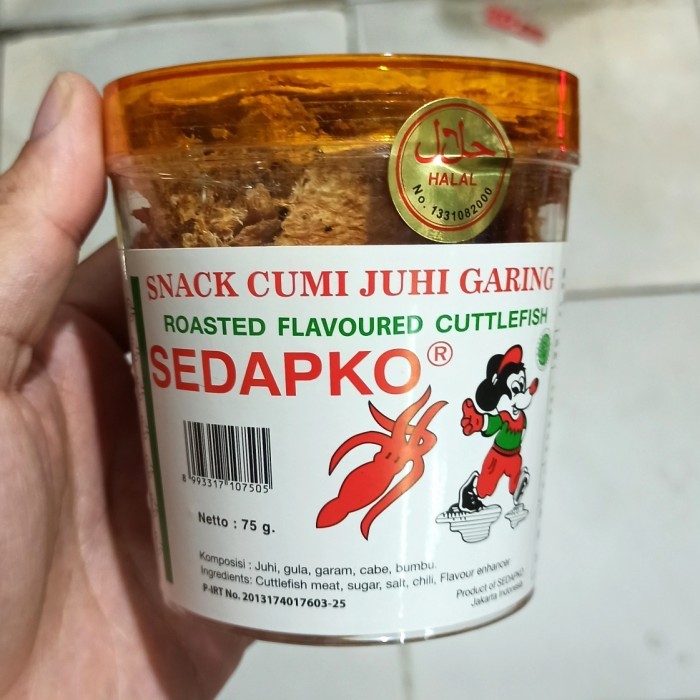 حلال
HALAL
No. 1331082000
SNACK CUMI JUHI GARING
ROASTED FLAVOURED CUTTLEFISH
SEDAPKO®
8 993317 107505
Netto : 75 g.
Komposisi : Juhi, gula, garam, cabe, bumbu.
Ingredients: Cuttlefish meat, sugar, salt, chili, Flavour enhancer
P-IRT No. 2013174017603-25
Product of SEDAPKO
Jakarta Indonesia